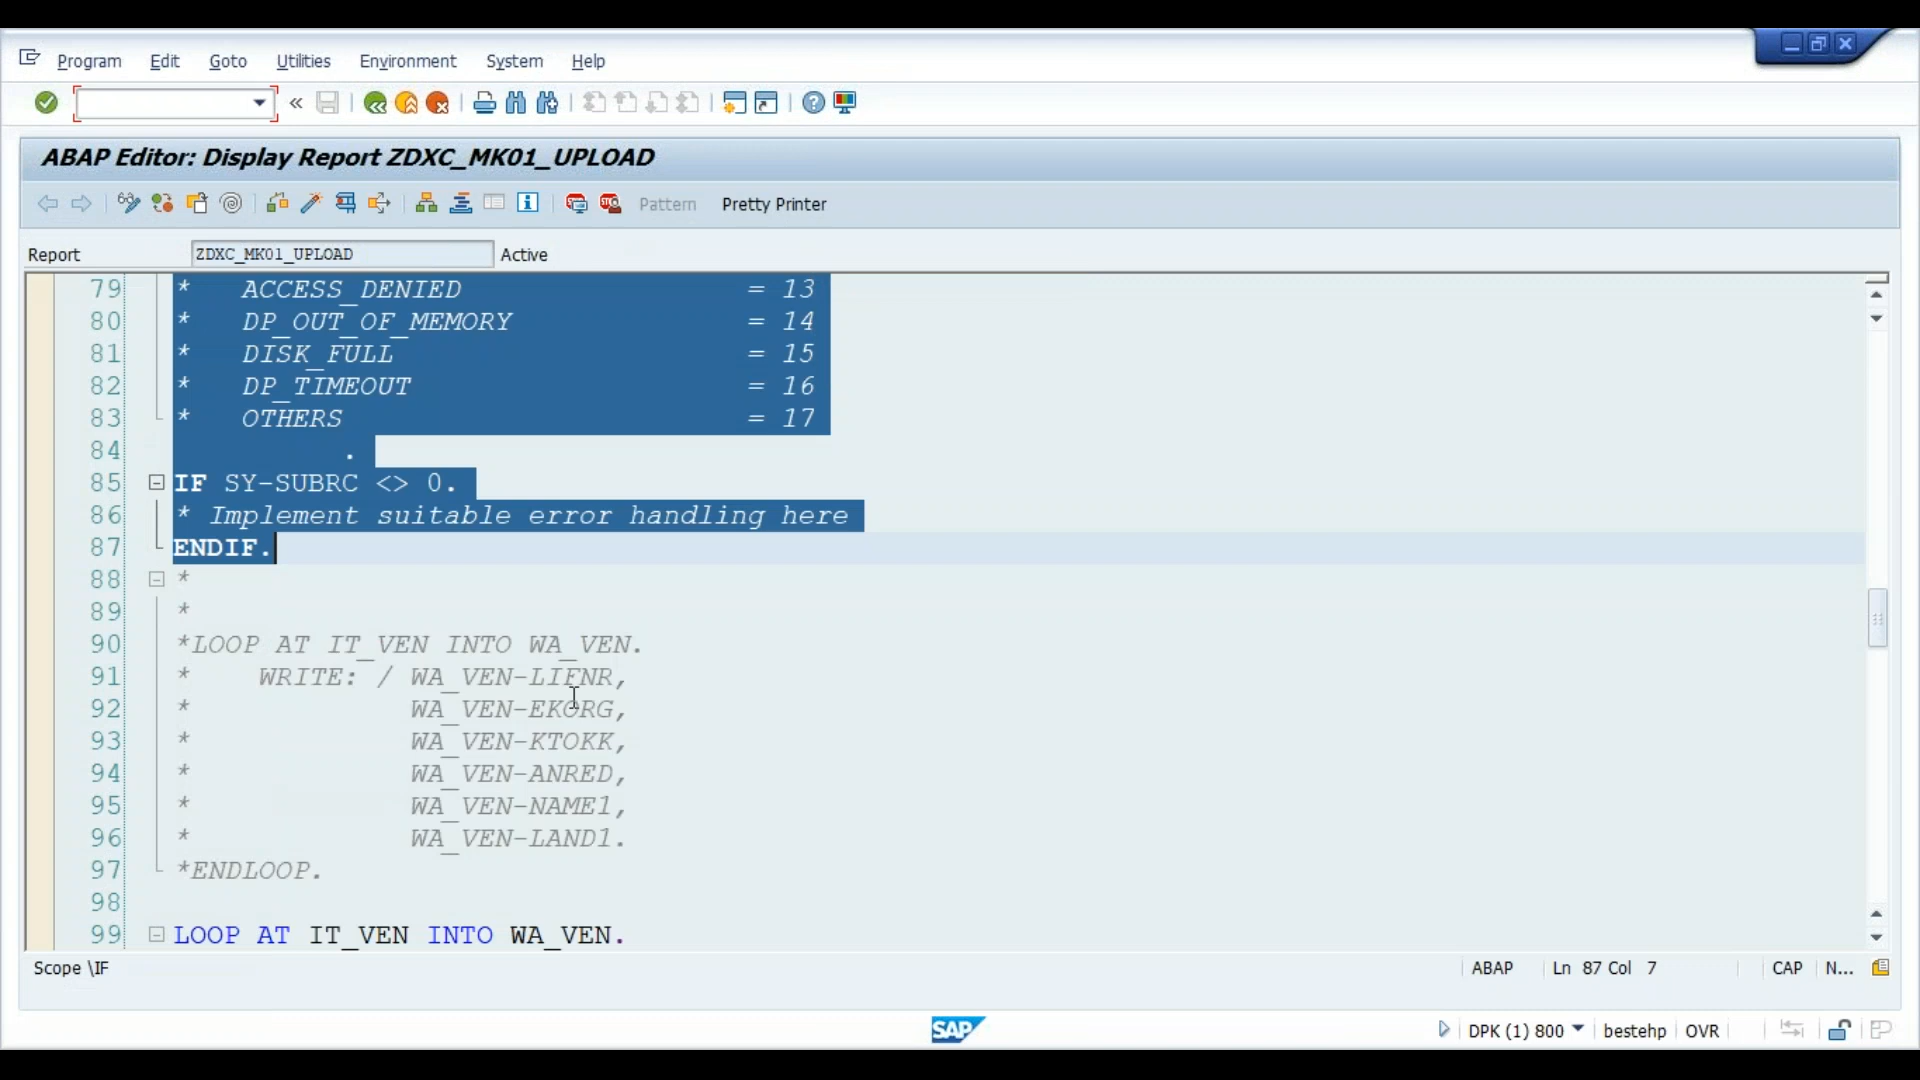 Program Edit Goto Utilities Environment System Help
ABAP Editor: Display Report ZDXC_MK01_UPLOAD
Pattern Pretty Printer
Report ZDXC_MK01_UPLOAD Active
79 * ACCESS_DENIED = 13
80 * DP_OUT_OF_MEMORY = 14
81 * DISK_FULL = 15
82 * DP_TIMEOUT = 16
83 * OTHERS = 17
84 .
85 IF SY-SUBRC <> 0.
86 * Implement suitable error handling here
87 ENDIF.
88 *
89 *
90 *LOOP AT IT_VEN INTO WA_VEN.
91 * WRITE: / WA_VEN-LIFNR,
92 * WA_VEN-EKORG,
93 * WA_VEN-KTOKK,
94 * WA_VEN-ANRED,
95 * WA_VEN-NAME1,
96 * WA_VEN-LAND1.
97 *ENDLOOP.
98
99 LOOP AT IT_VEN INTO WA_VEN.
Scope \IF ABAP Ln 87 Col 7 CAP N...
SAP DPK (1) 800 bestehp OVR